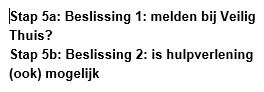 Stap 5a: Beslissing 1: melden bij Veilig
Thuis?
Stap 5b: Beslissing 2: is hulpverlening
(ook) mogelijk